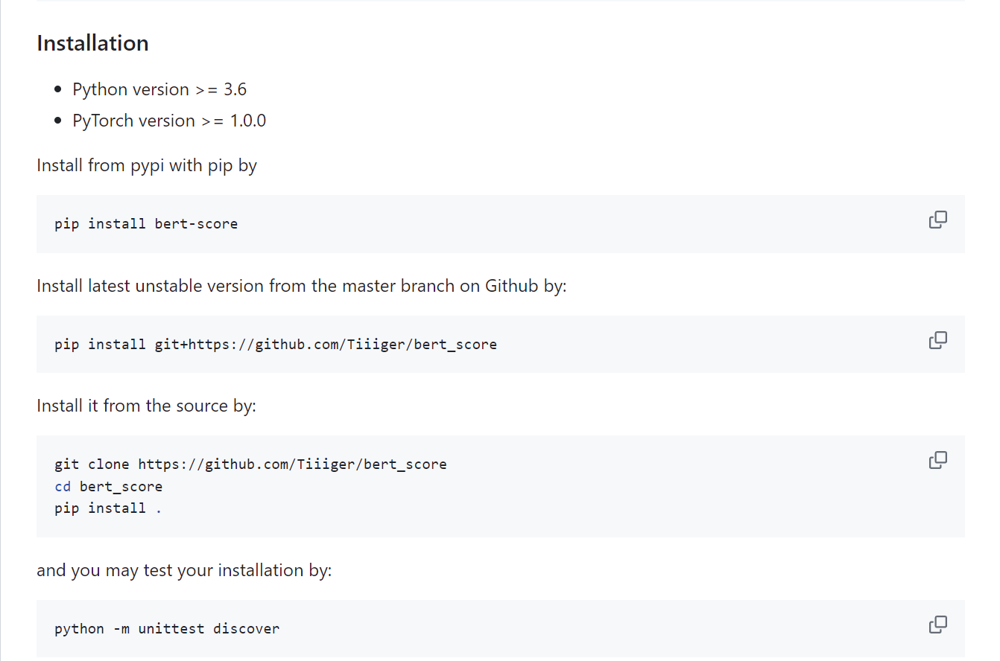 Installation
Python version >= 3.6
PyTorch version >= 1.0.0
Install from pypi with pip by
pip install bert-score
Install latest unstable version from the master branch on Github by:
pip install git+https://github.com/Tiiiger/bert_score
Install it from the source by:
git clone https://github.com/Tiiiger/bert_score
cd bert_score
pip install .
and you may test your installation by:
python -m unittest discover